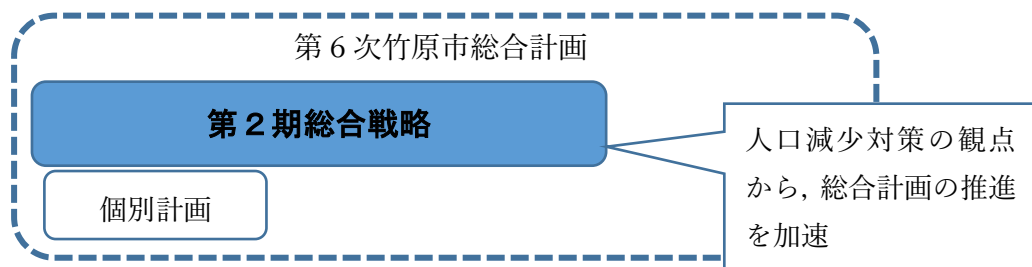 第６次竹原市総合計画
第２期総合戦略
人口減少対策の観点
から，総合計画の推進
を加速
個別計画